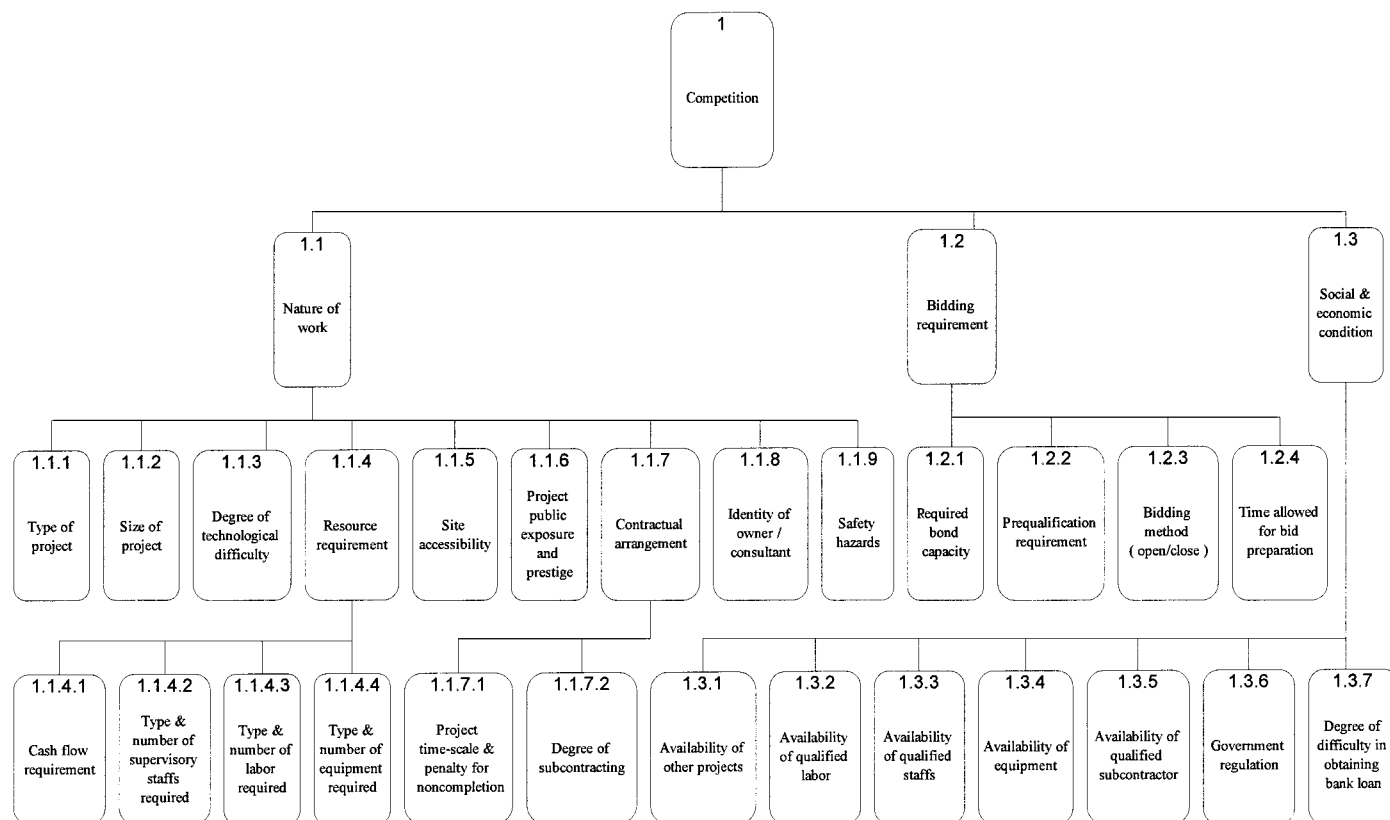 1
Competition
1.1
Nature of
work
1.2
Bidding
requirement
1.3
Social &
economic
condition
1.1.1
Type of
project
1.1.2
Size of
project
1.1.3
Degree of
technological
difficulty
1.1.4
Resource
requirement
1.1.5
Site
accessibility
1.1.6
Project
public
exposure
and
prestige
1.1.7
Contractual
arrangement
1.1.8
Identity of
owner /
consultant
1.1.9
Safety
hazards
1.2.1
Required
bond
capacity
1.2.2
Prequalification
requirement
1.2.3
Bidding
method
( open/close )
1.2.4
Time allowed
for bid
preparation
1.1.4.1
Cash flow
requirement
1.1.4.2
Type &
number of
supervisory
staffs
required
1.1.4.3
Type &
number of
labor
required
1.1.4.4
Type &
number of
equipment
required
1.1.7.1
Project
time-scale &
penalty for
noncompletion
1.1.7.2
Degree of
subcontracting
1.3.1
Availability of
other projects
1.3.2
Availability
of qualified
labor
1.3.3
Availability
of qualified
staffs
1.3.4
Availability of
equipment
1.3.5
Availability of
qualified
subcontractor
1.3.6
Government
regulation
1.3.7
Degree of
difficulty in
obtaining
bank loan